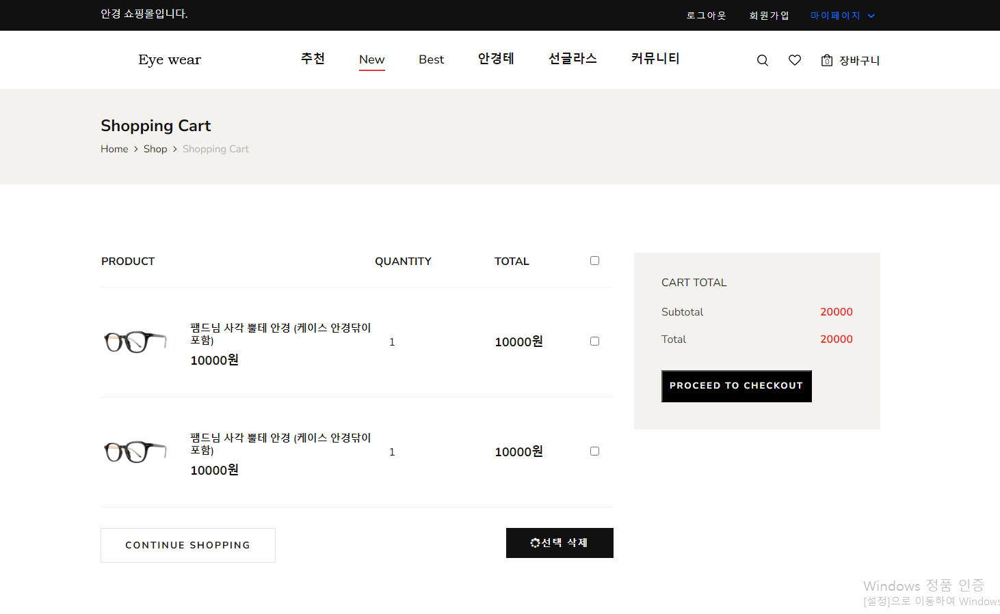 안경 쇼핑몰입니다.
로그아웃 회원가입 마이페이지
Eye wear
추천 New Best 안경테 선글라스 커뮤니티
0 장바구니
Shopping Cart
Home > Shop > Shopping Cart
PRODUCT QUANTITY TOTAL
팸드님 사각 뿔테 안경 (케이스 안경닦이
포함)
10000원
1
10000원
팸드님 사각 뿔테 안경 (케이스 안경닦이
포함)
10000원
1
10000원
CONTINUE SHOPPING
선택 삭제
CART TOTAL
Subtotal 20000
Total 20000
PROCEED TO CHECKOUT
Windows 정품 인증
[설정]으로 이동하여 Windows